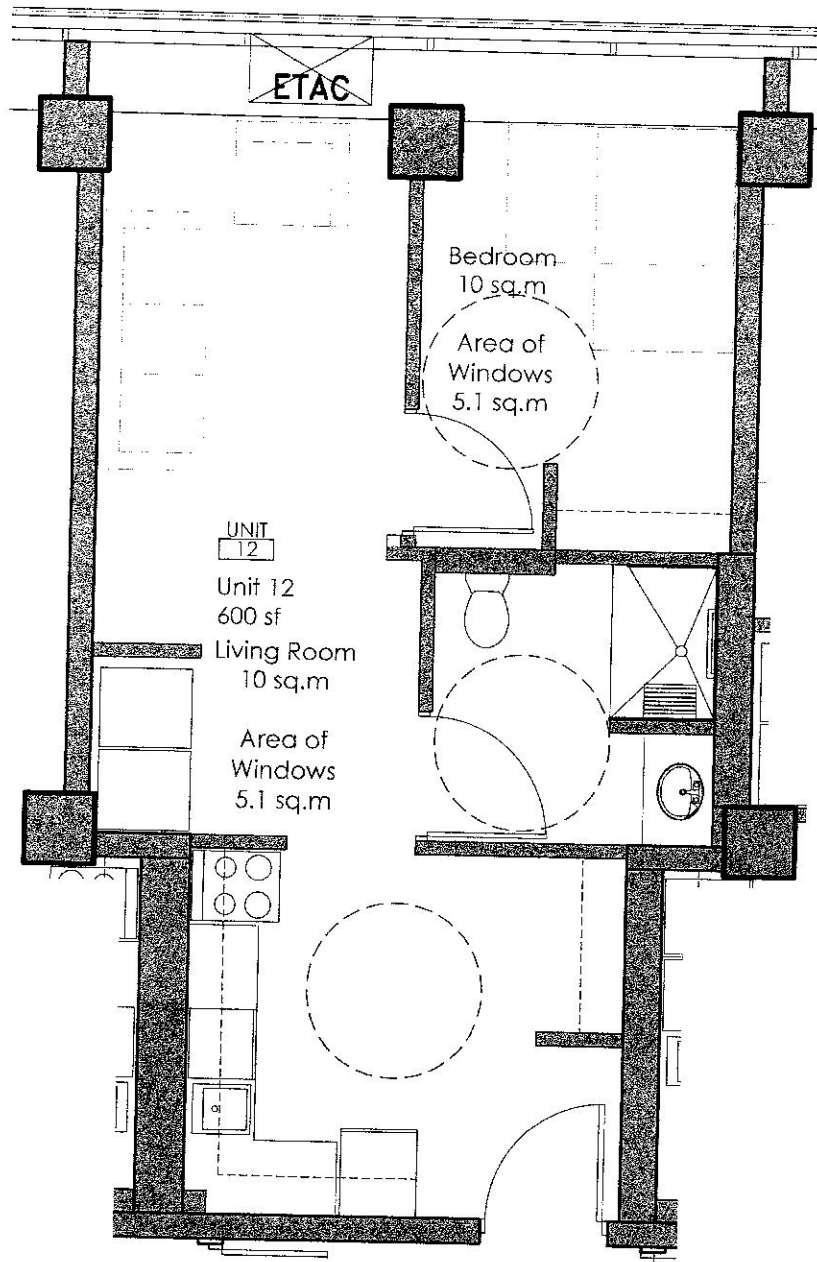 ETAC
Bedroom
10 sq.m
Area of
Windows
5.1 sq.m
UNIT
12
Unit 12
600 sf
Living Room
10 sq.m
Area of
Windows
5.1 sq.m